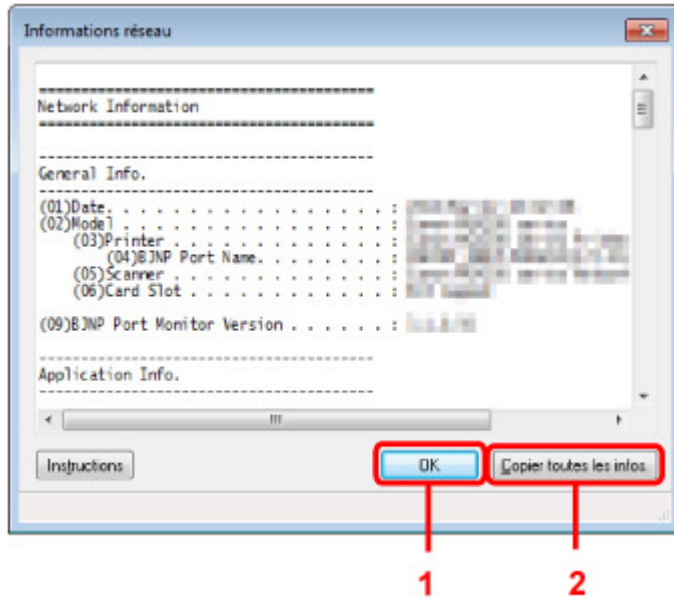 Informations réseau
========================================
Network Information
========================================
----------------------------------------
General Info.
----------------------------------------
(01)Date. . . . . . . . . . . . . . . . :
(02)Model . . . . . . . . . . . . . . . :
(03)Printer . . . . . . . . . . . . . :
(04)BJNP Port Name. . . . . . . . :
(05)Scanner . . . . . . . . . . . . . :
(06)Card Slot . . . . . . . . . . . . :
(09)BJNP Port Monitor Version . . . . . . :
----------------------------------------
Application Info.
----------------------------------------
Instructions OK Copier toutes les infos.
1 2